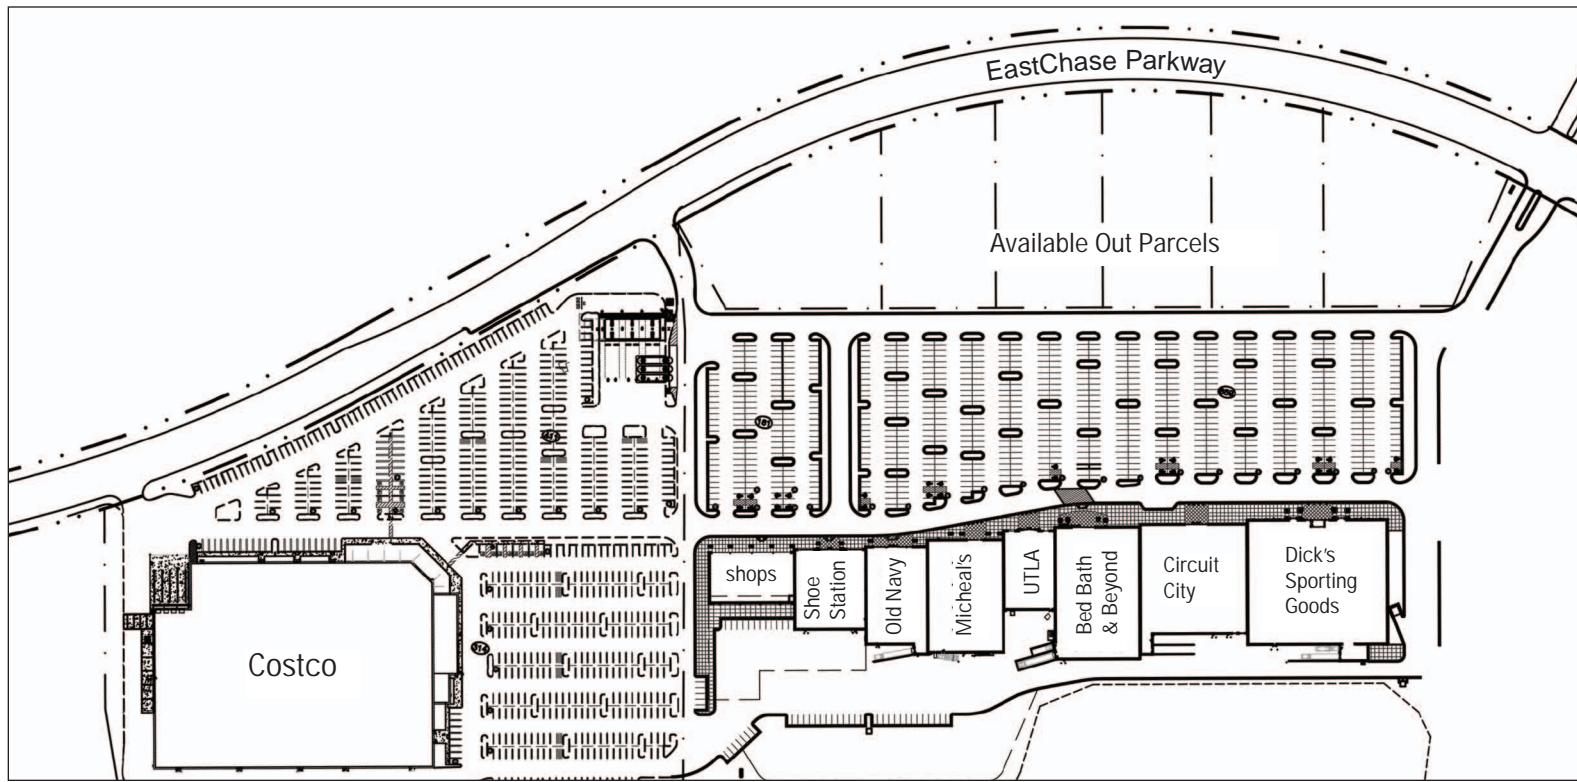 EastChase Parkway
Available Out Parcels
Costco
shops
Shoe
Station
Old Navy
Micheal's
UTLA
Bed Bath
& Beyond
Circuit
City
Dick's
Sporting
Goods